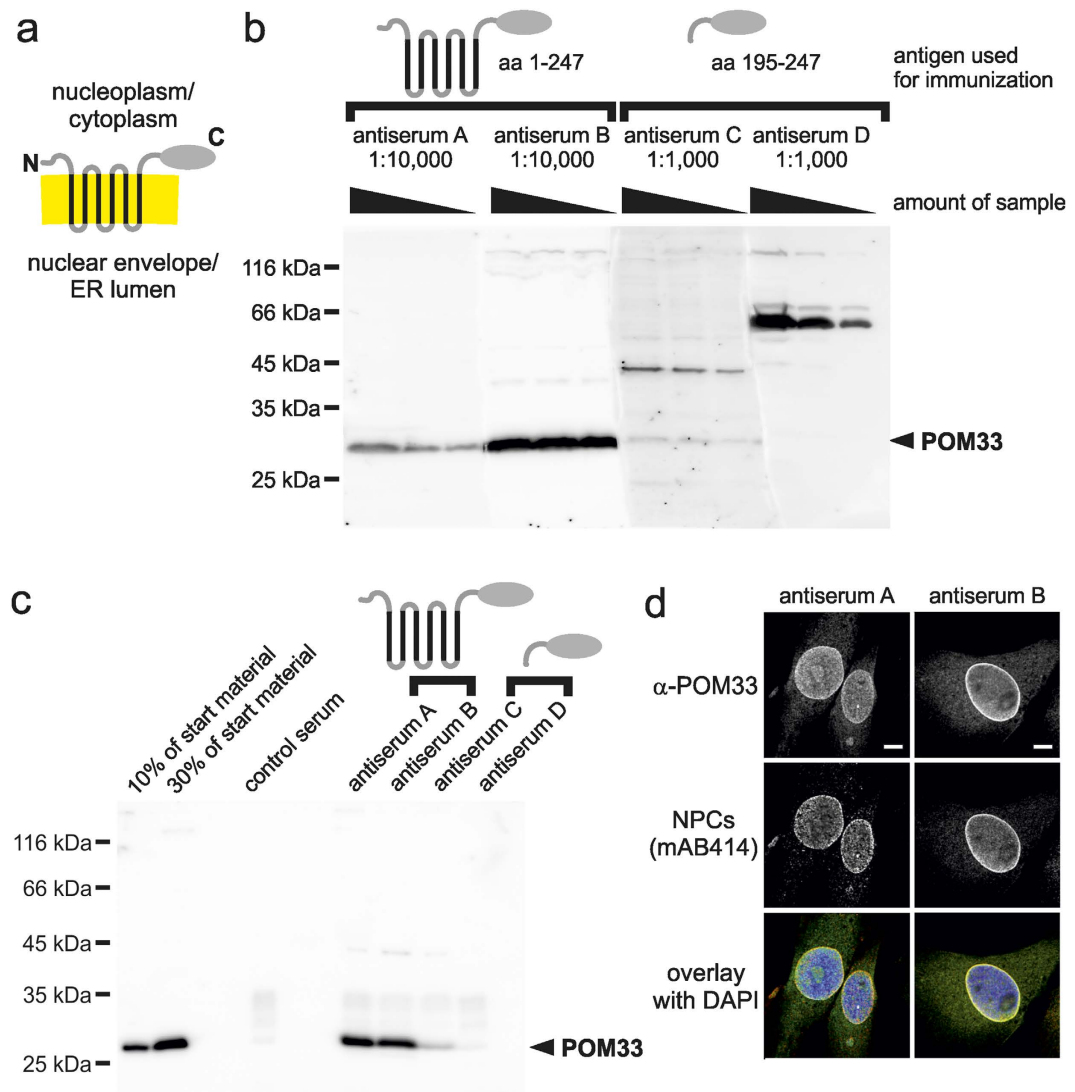 a
nucleoplasm/
cytoplasm
N
C
nuclear envelope/
ER lumen
b
aa 1-247
aa 195-247
antigen used
for immunization
antiserum A
1:10,000
antiserum B
1:10,000
antiserum C
1:1,000
antiserum D
1:1,000
amount of sample
116 kDa
66 kDa
45 kDa
35 kDa
25 kDa
POM33
c
10% of start material
30% of start material
control serum
antiserum A
antiserum B
antiserum C
antiserum D
116 kDa
66 kDa
45 kDa
35 kDa
25 kDa
POM33
d
antiserum A
antiserum B
α-POM33
NPCs
(mAB414)
overlay
with DAPI